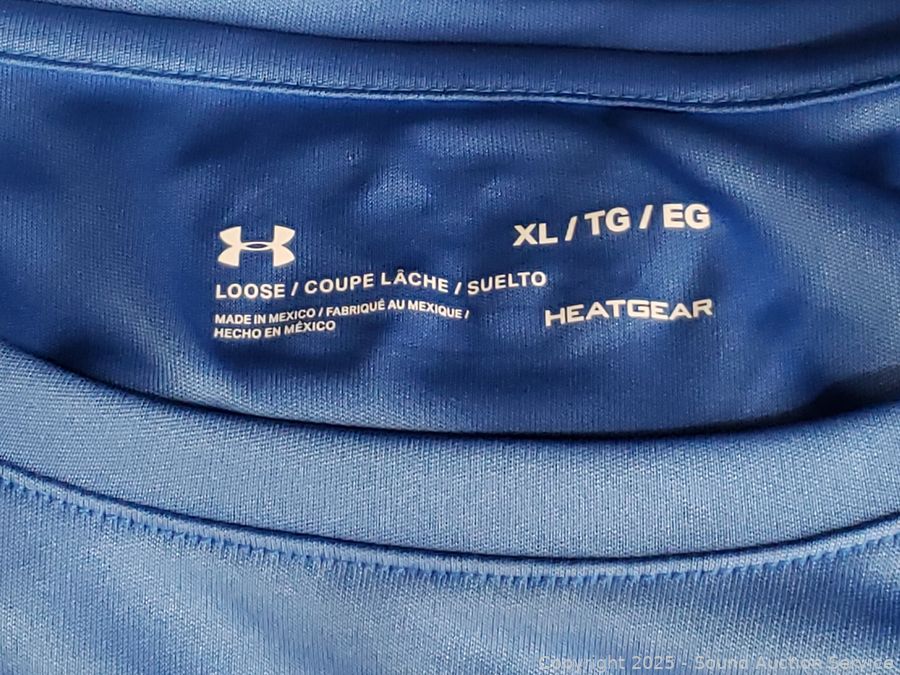 XL / TG / EG
LOOSE / COUPE LÂCHE / SUELTO
MADE IN MEXICO / FABRIQUÉ AU MEXIQUE /
HECHO EN MÉXICO
HEATGEAR
Copyright 2025 - Sound Auction Service